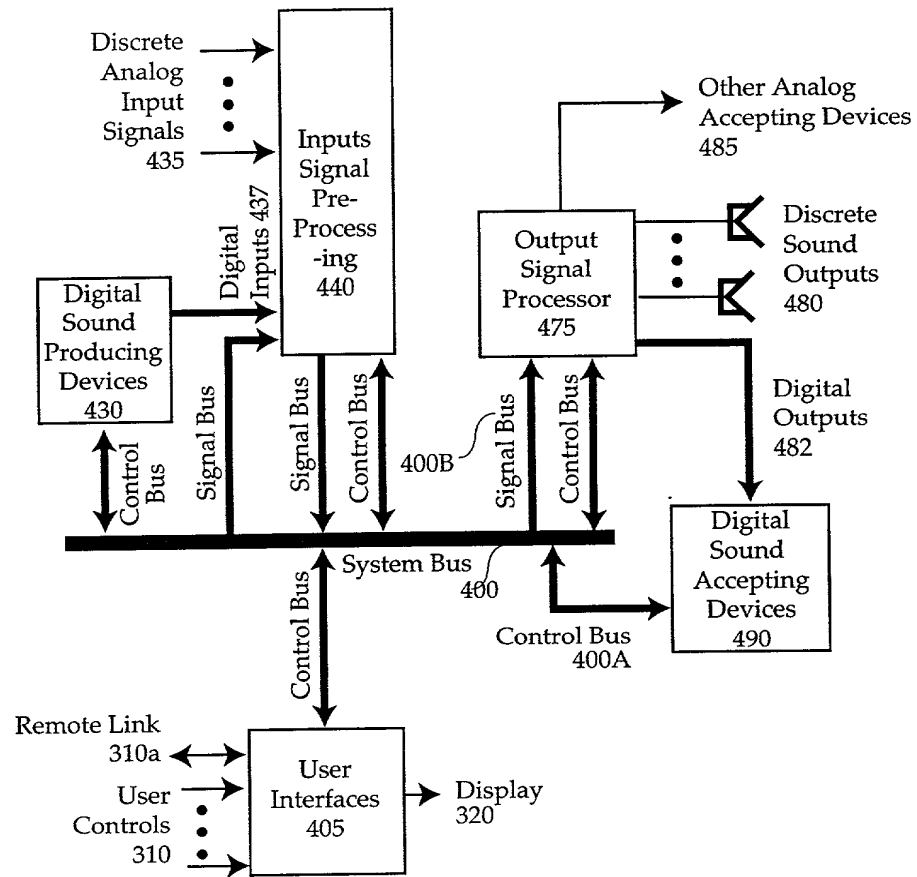 Discrete
Analog
Input
Signals
435
Inputs
Signal
Pre-
Process
-ing
440
Digital
Inputs 437
Digital
Sound
Producing
Devices
430
Other Analog
Accepting Devices
485
Output
Signal
Processor
475
Discrete
Sound
Outputs
480
Digital
Outputs
482
Control
Bus
Signal Bus
Signal Bus
Control Bus
400B
Signal Bus
Control Bus
System Bus
400
Digital
Sound
Accepting
Devices
490
Control Bus
400A
Control Bus
Remote Link
310a
User
Controls
310
User
Interfaces
405
Display
320